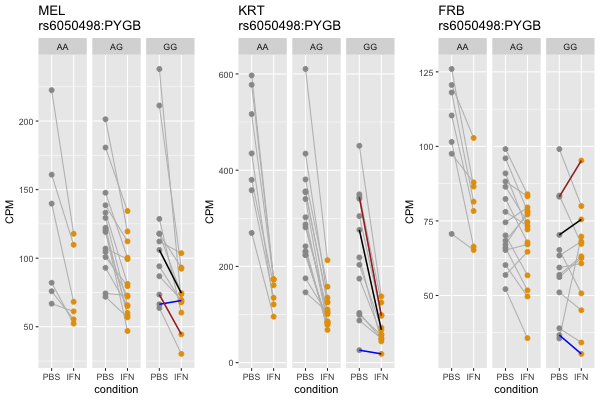 MEL
rs6050498:PYGB
AA AG GG
CPM
200
150
100
50
PBS IFN PBS IFN PBS IFN
condition
KRT
rs6050498:PYGB
AA AG GG
CPM
600
400
200
0
PBS IFN PBS IFN PBS IFN
condition
FRB
rs6050498:PYGB
AA AG GG
CPM
125
100
75
50
PBS IFN PBS IFN PBS IFN
condition